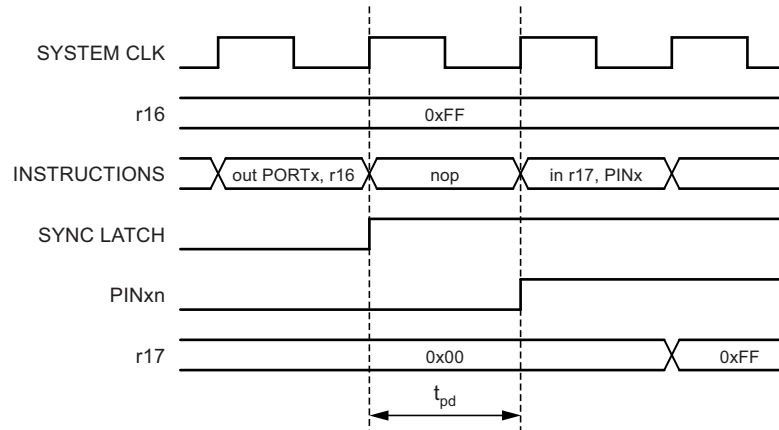 SYSTEM CLK
r16
0xFF
INSTRUCTIONS
out PORTx, r16
nop
in r17, PINx
SYNC LATCH
PINxn
r17
0x00
0xFF
tpd